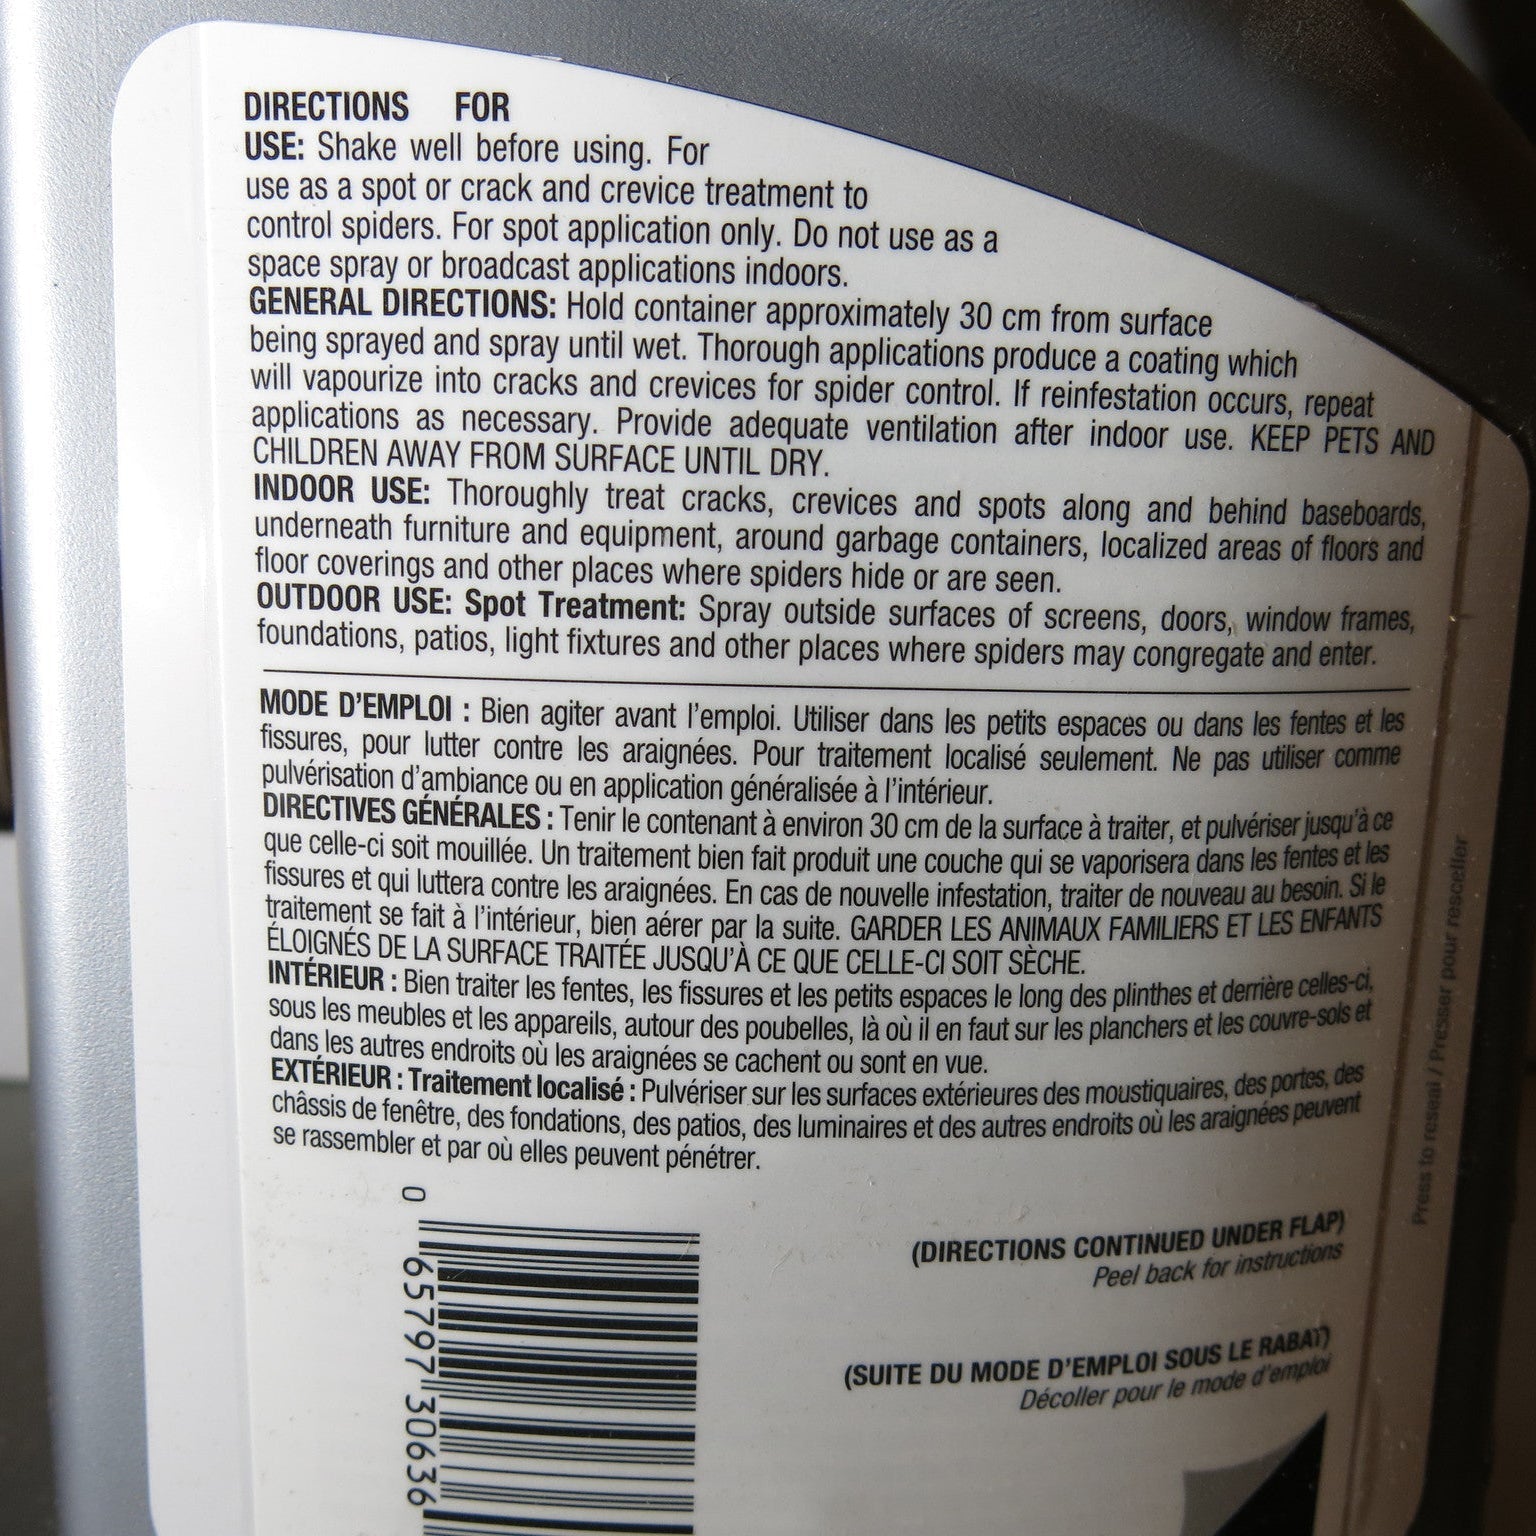 DIRECTIONS FOR
USE: Shake well before using. For
use as a spot or crack and crevice treatment to
control spiders. For spot application only. Do not use as a
space spray or broadcast applications indoors.
GENERAL DIRECTIONS: Hold container approximately 30 cm from surface
being sprayed and spray until wet. Thorough applications produce a coating which
will vapourize into cracks and crevices for spider control. If reinfestation occurs, repeat
applications as necessary. Provide adequate ventilation after indoor use. KEEP PETS AND
CHILDREN AWAY FROM SURFACE UNTIL DRY.
INDOOR USE: Thoroughly treat cracks, crevices and spots along and behind baseboards,
underneath furniture and equipment, around garbage containers, localized areas of floors and
floor coverings and other places where spiders hide or are seen.
OUTDOOR USE: Spot Treatment: Spray outside surfaces of screens, doors, window frames,
foundations, patios, light fixtures and other places where spiders may congregate and enter.
MODE D'EMPLOI : Bien agiter avant l'emploi. Utiliser dans les petits espaces ou dans les fentes et les
fissures, pour lutter contre les araignées. Pour traitement localisé seulement. Ne pas utiliser comme
pulvérisation d'ambiance ou en application généralisée à l'intérieur.
DIRECTIVES GÉNÉRALES : Tenir le contenant à environ 30 cm de la surface à traiter, et pulvériser jusqu'à ce
que celle-ci soit mouillée. Un traitement bien fait produit une couche qui se vaporisera dans les fentes et les
fissures et qui luttera contre les araignées. En cas de nouvelle infestation, traiter de nouveau au besoin. Si le
traitement se fait à l'intérieur, bien aérer par la suite. GARDER LES ANIMAUX FAMILIERS ET LES ENFANTS
ÉLOIGNÉS DE LA SURFACE TRAITÉE JUSQU'À CE QUE CELLE-CI SOIT SÈCHE.
INTÉRIEUR : Bien traiter les fentes, les fissures et les petits espaces le long des plinthes et derrière celles-ci,
sous les meubles et les appareils, autour des poubelles, là où il en faut sur les planchers et les couvre-sols et
dans les autres endroits où les araignées se cachent ou sont en vue.
EXTÉRIEUR : Traitement localisé : Pulvériser sur les surfaces extérieures des moustiquaires, des portes, des
châssis de fenêtre, des fondations, des patios, des luminaires et des autres endroits où les araignées peuvent
se rassembler et par où elles peuvent pénétrer.
0 65797 30636
(DIRECTIONS CONTINUED UNDER FLAP)
Peel back for instructions
(SUITE DU MODE D'EMPLOI SOUS LE RABAT)
Décoller pour le mode d'emploi
Press to reseal / Presser pour resceller